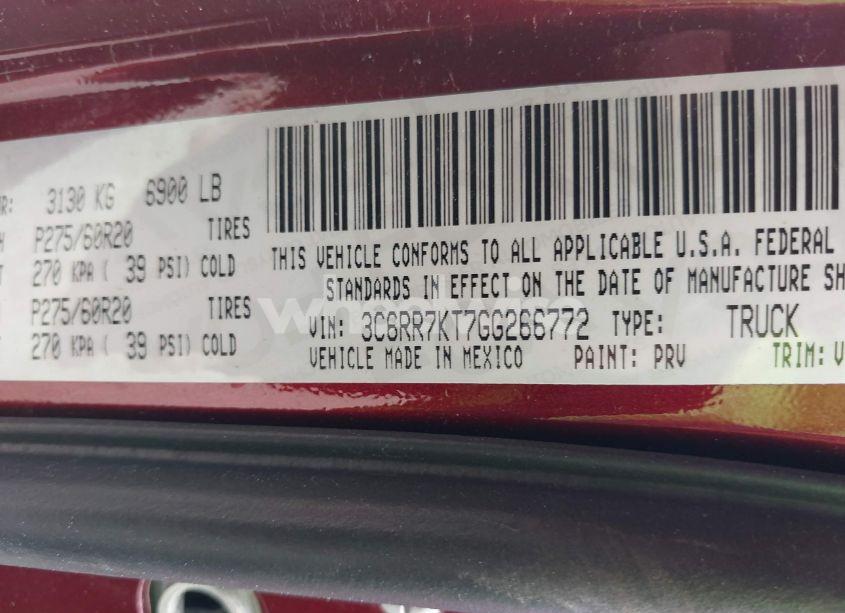 R: 3130 KG 6900 LB
P275/60R20 TIRES
T 270 KPA ( 39 PSI) COLD
P275/60R20 TIRES
T 270 KPA ( 39 PSI) COLD
THIS VEHICLE CONFORMS TO ALL APPLICABLE U.S.A. FEDERAL
STANDARDS IN EFFECT ON THE DATE OF MANUFACTURE SH
VIN: 3C6RR7KT7GG266772 TYPE: TRUCK
VEHICLE MADE IN MEXICO PAINT: PRV TRIM: V